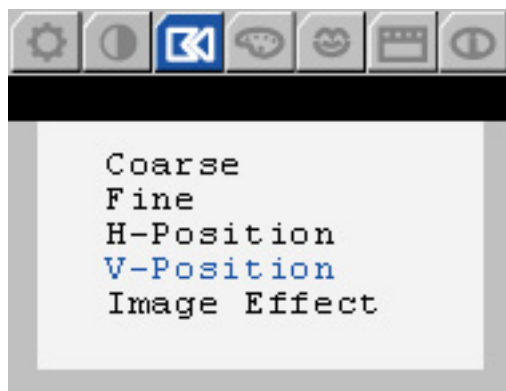 Coarse
Fine
H-Position
V-Position
Image Effect